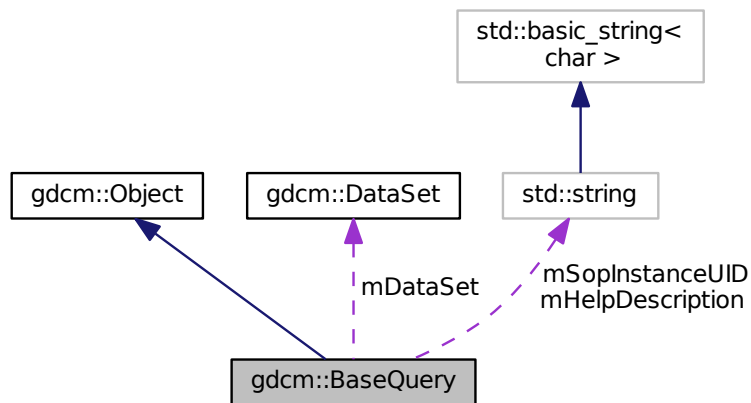 std::basic_string<
char >
gdcm::Object
gdcm::DataSet
std::string
mDataSet
mSopInstanceUID
mHelpDescription
gdcm::BaseQuery